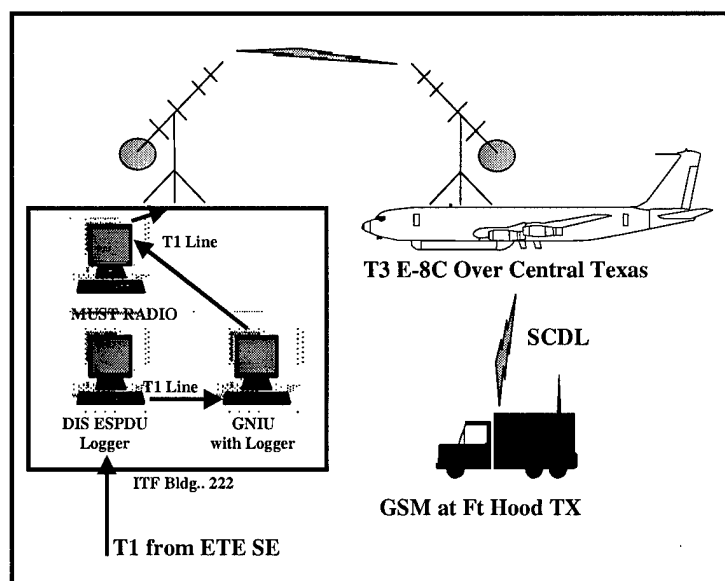 T1 Line
MUST RADIO
T3 E-8C Over Central Texas
SCDL
T1 Line
DIS ESPDU
Logger
GNIU
with Logger
ITF Bldg.. 222
GSM at Ft Hood TX
T1 from ETE SE